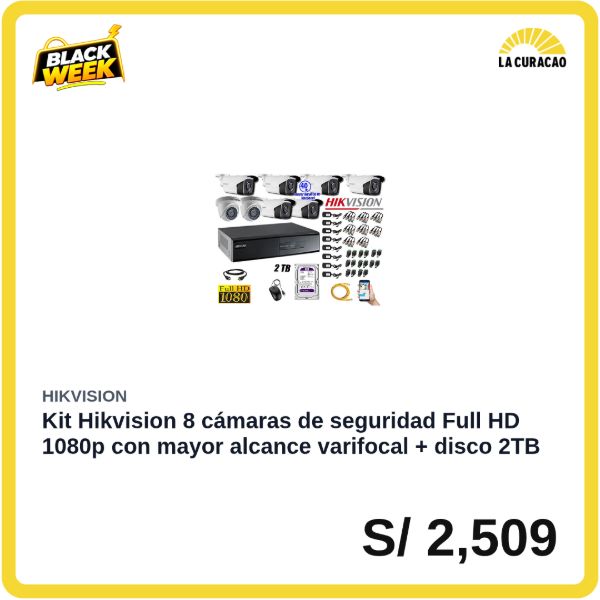 BLACK
WEEK
LA CURACAO
40
HIKVISION
2 TB
Full HD
1080
HIKVISION
Kit Hikvision 8 cámaras de seguridad Full HD
1080p con mayor alcance varifocal + disco 2TB
S/ 2,509